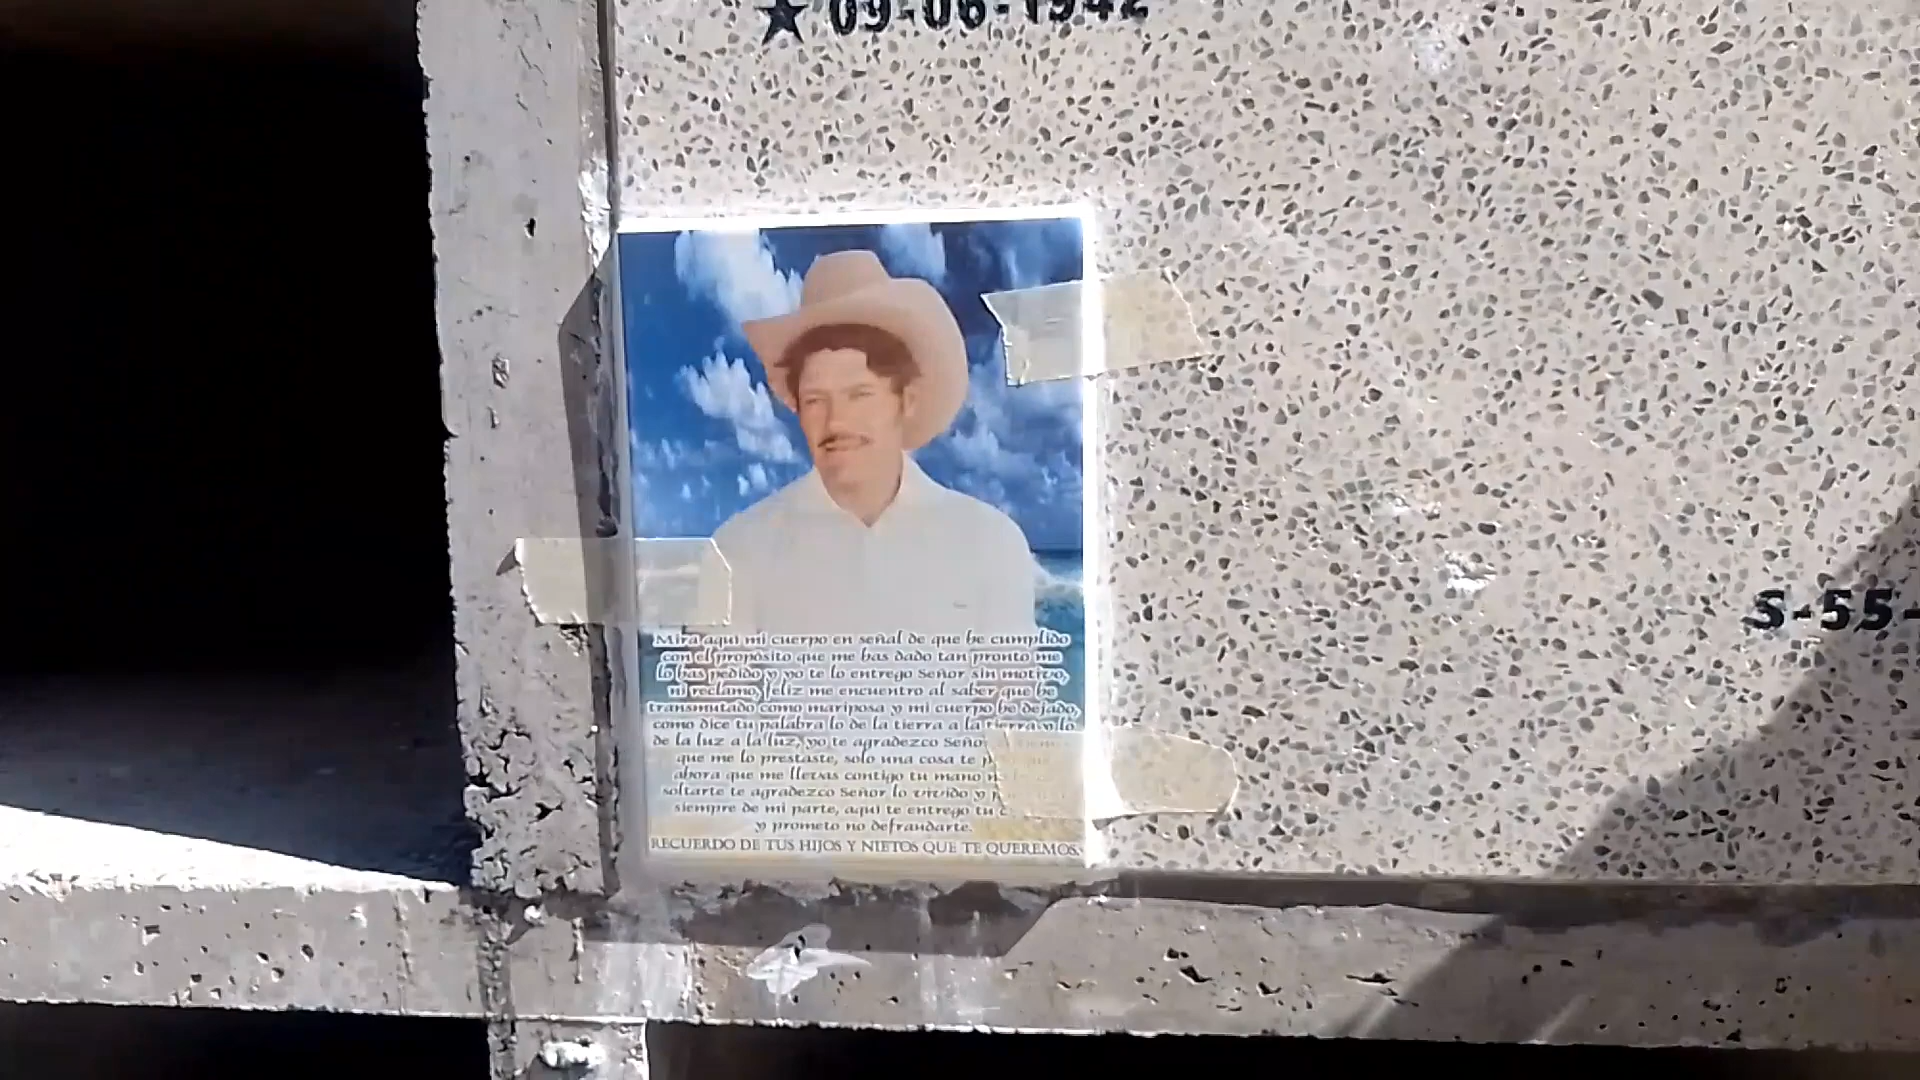 ★ 09-06-1942
S-55-
Mira aqui mi cuerpo en señal de que he cumplido
con el propósito que me has dado tan pronto me
lo has pedido y yo te lo entrego Señor sin motivo,
ni reclamo, feliz me encuentro al saber que he
transmutado como mariposa y mi cuerpo he dejado,
como dice tu palabra lo de la tierra a la tierra y lo
de la luz a la luz, yo te agradezco Señor
que me lo prestaste, solo una cosa te
ahora que me llevas contigo tu mano
soltarte te agradezco Señor lo vivido y
siempre de mi parte, aqui te entrego tu
y prometo no defraudarte.
RECUERDO DE TUS HIJOS Y NIETOS QUE TE QUEREMOS.